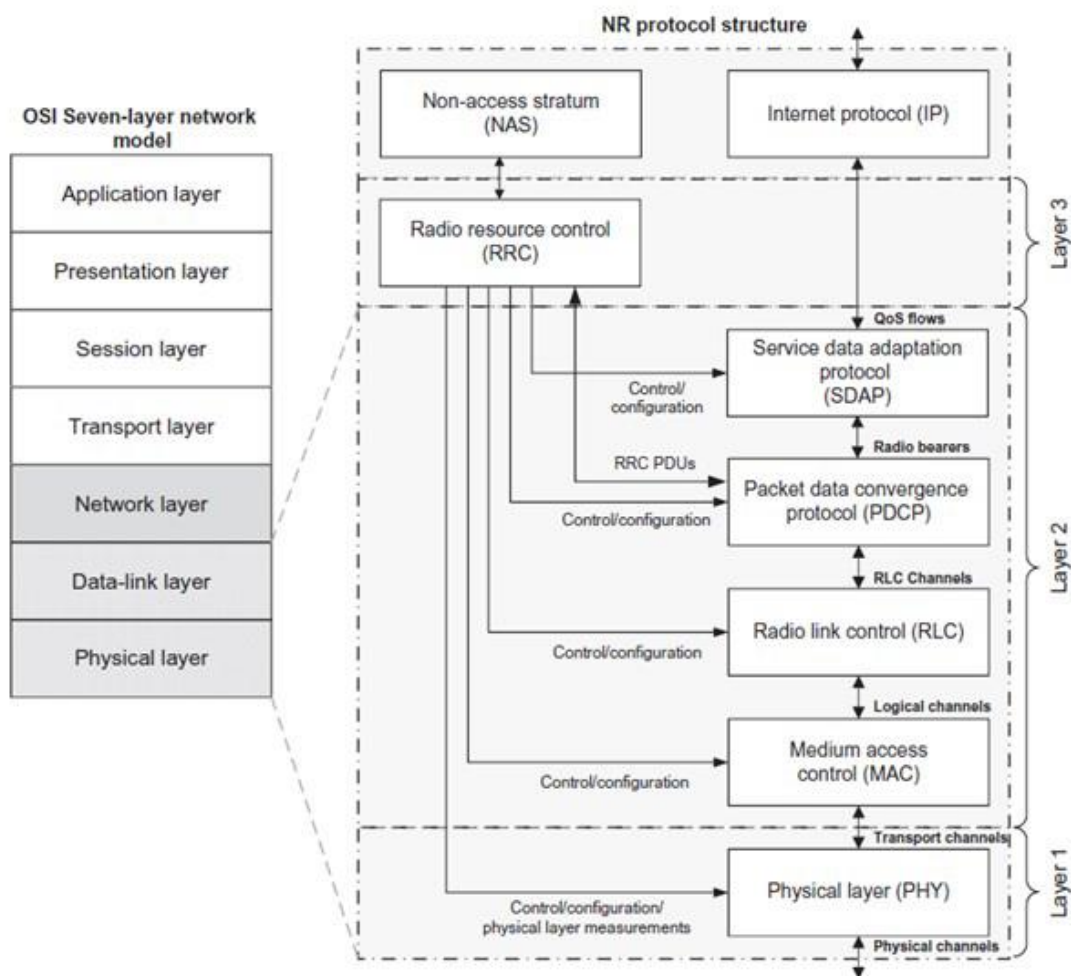 NR protocol structure
OSI Seven-layer network
model
Application layer
Presentation layer
Session layer
Transport layer
Network layer
Data-link layer
Physical layer
Non-access stratum
(NAS)
Internet protocol (IP)
Radio resource control
(RRC)
Layer 3
QoS flows
Service data adaptation
protocol
(SDAP)
Control/
configuration
Radio bearers
RRC PDUs
Packet data convergence
protocol (PDCP)
Control/configuration
RLC Channels
Radio link control (RLC)
Control/configuration
Logical channels
Medium access
control (MAC)
Control/configuration
Layer 2
Transport channels
Physical layer (PHY)
Control/configuration/
physical layer measurements
Physical channels
Layer 1